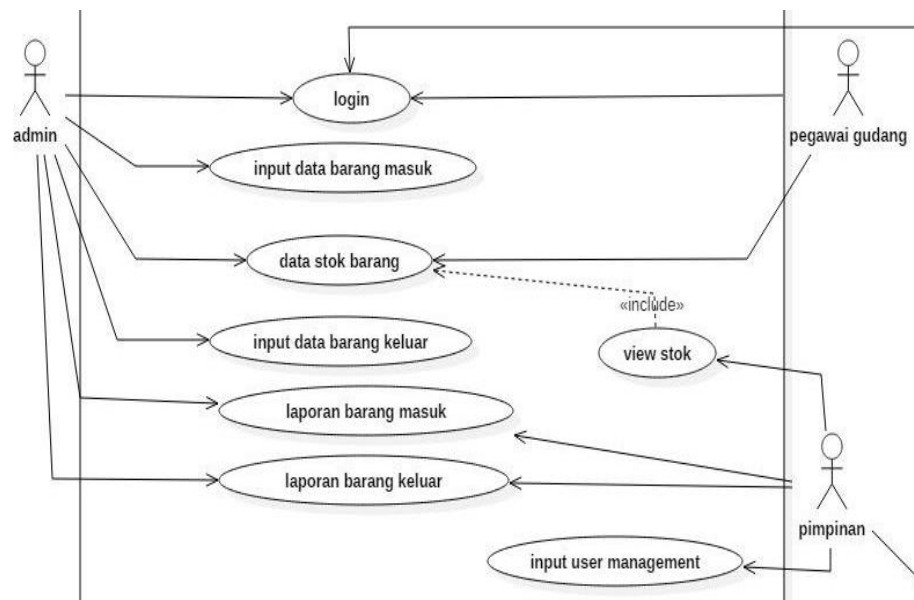 login
admin
pegawai gudang
input data barang masuk
data stok barang
«include»
input data barang keluar
view stok
laporan barang masuk
laporan barang keluar
pimpinan
input user management